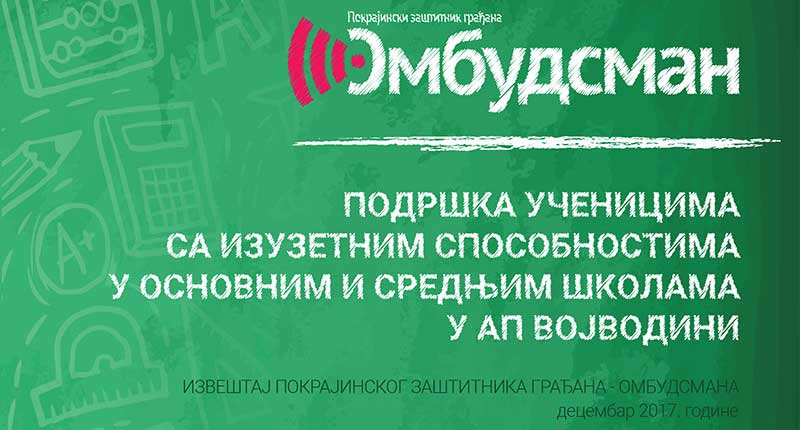 Покрајински заштитник грађана
Омбудсман
ПОДРШКА УЧЕНИЦИМА
СА ИЗУЗЕТНИМ СПОСОБНОСТИМА
У ОСНОВНИМ И СРЕДЊИМ ШКОЛАМА
У АП ВОЈВОДИНИ
A+
ИЗВЕШТАЈ ПОКРАЈИНСКОГ ЗАШТИТНИКА ГРАЂАНА - ОМБУДСМАНА
децембар 2017. године